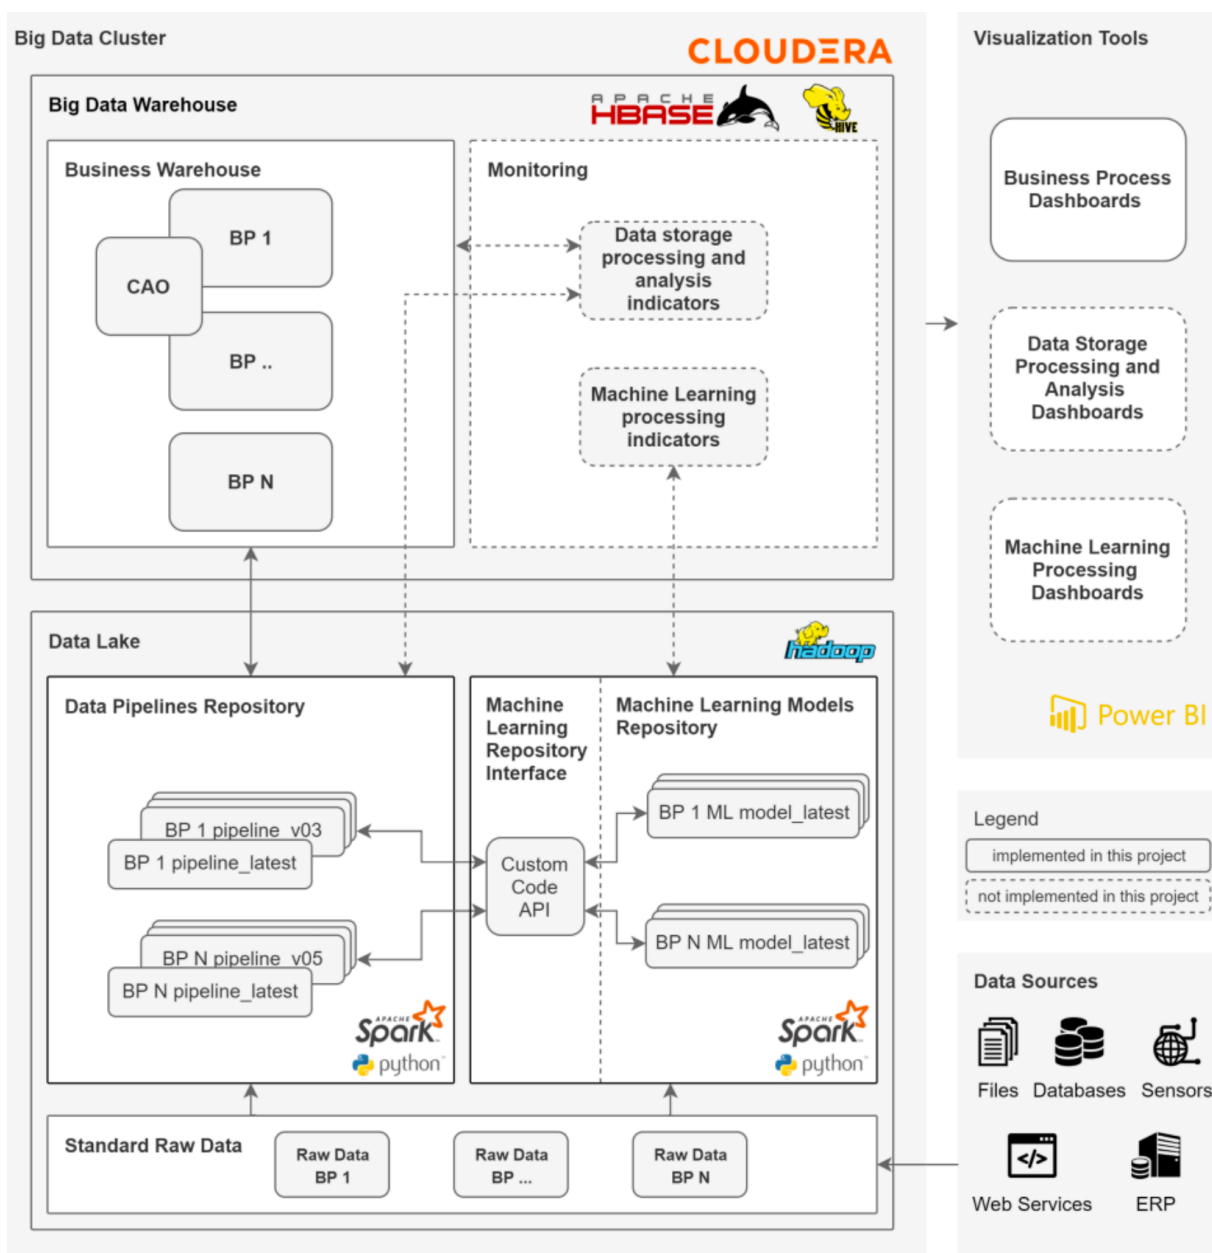 Big Data Cluster
CLOUDERA
Big Data Warehouse
APACHE
HBASE
HIVE
Business Warehouse
BP 1
CAO
BP ..
BP N
Monitoring
Data storage
processing and
analysis
indicators
Machine Learning
processing
indicators
Data Lake
hadoop
Data Pipelines Repository
BP 1 pipeline_v03
BP 1 pipeline_latest
BP N pipeline_v05
BP N pipeline_latest
APACHE
Spark™
python™
Machine
Learning
Repository
Interface
Custom
Code
API
Machine Learning Models
Repository
BP 1 ML model_latest
BP N ML model_latest
APACHE
Spark™
python™
Standard Raw Data
Raw Data
BP 1
Raw Data
BP ...
Raw Data
BP N
Visualization Tools
Business Process
Dashboards
Data Storage
Processing and
Analysis
Dashboards
Machine Learning
Processing
Dashboards
Power BI
Legend
implemented in this project
not implemented in this project
Data Sources
Files
Databases
Sensors
</>
Web Services
ERP